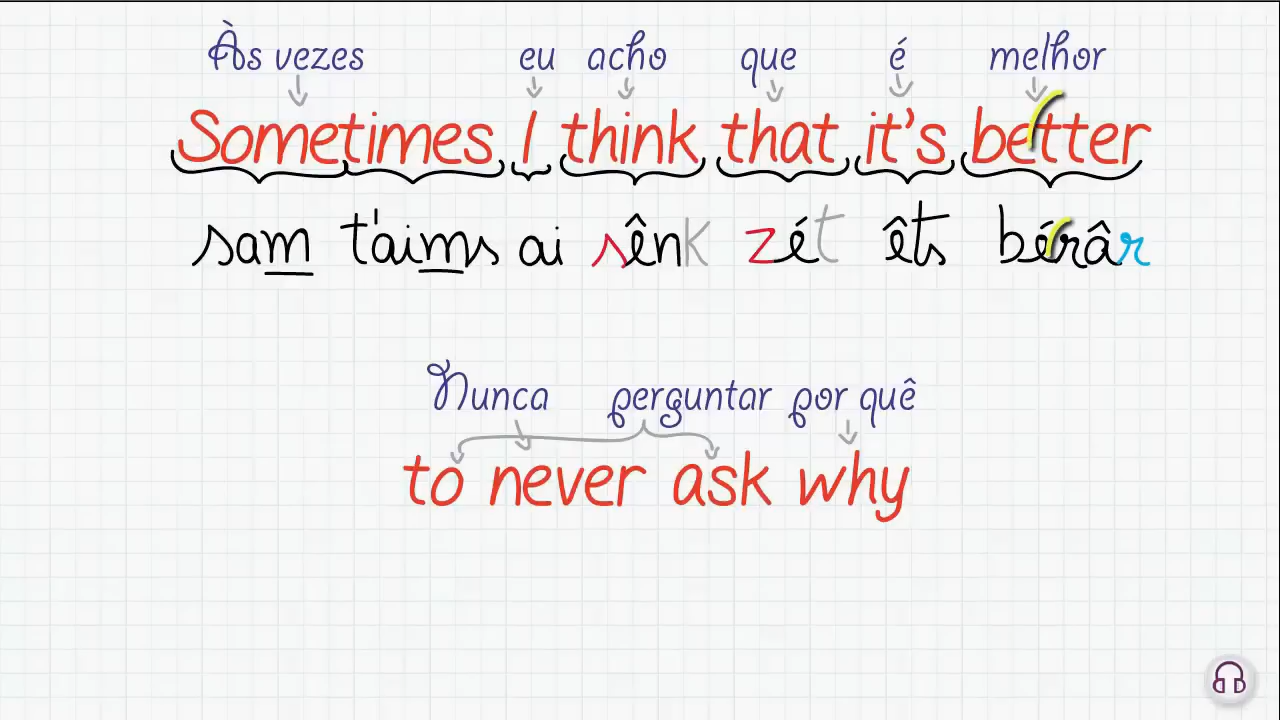 Às vezes eu acho que é melhor
Sometimes I think that it's better
sam t'aims ai sênk zét êts bérâr
Nunca perguntar por quê
to never ask why